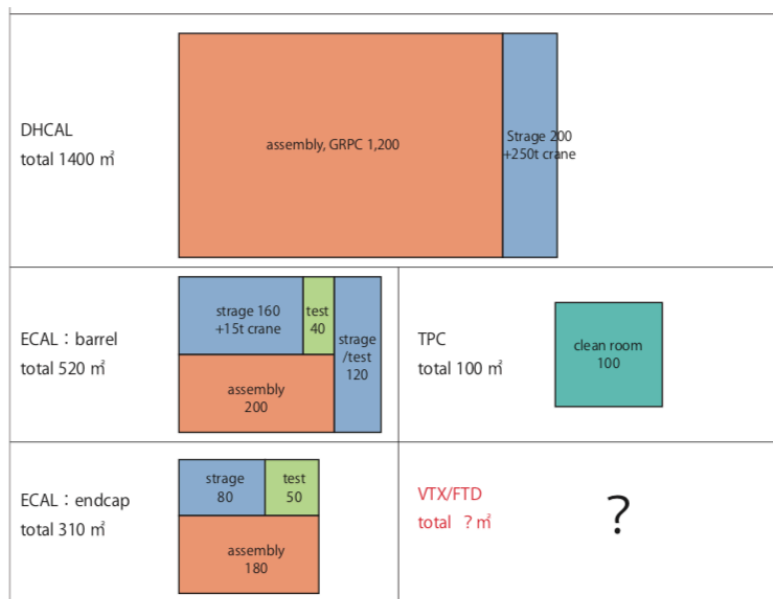 DHCAL
total 1400 ㎡
assembly, GRPC 1,200
Strage 200
+250t crane
ECAL：barrel
total 520 ㎡
strage 160
+15t crane
test
40
strage
/test
120
assembly
200
TPC
total 100 ㎡
clean room
100
ECAL：endcap
total 310 ㎡
strage
80
test
50
assembly
180
VTX/FTD
total ？㎡
?